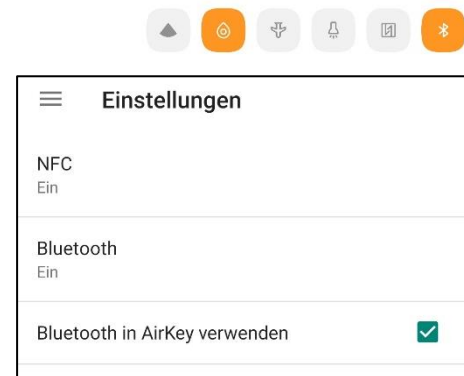 Einstellungen
NFC
Ein
Bluetooth
Ein
Bluetooth in AirKey verwenden